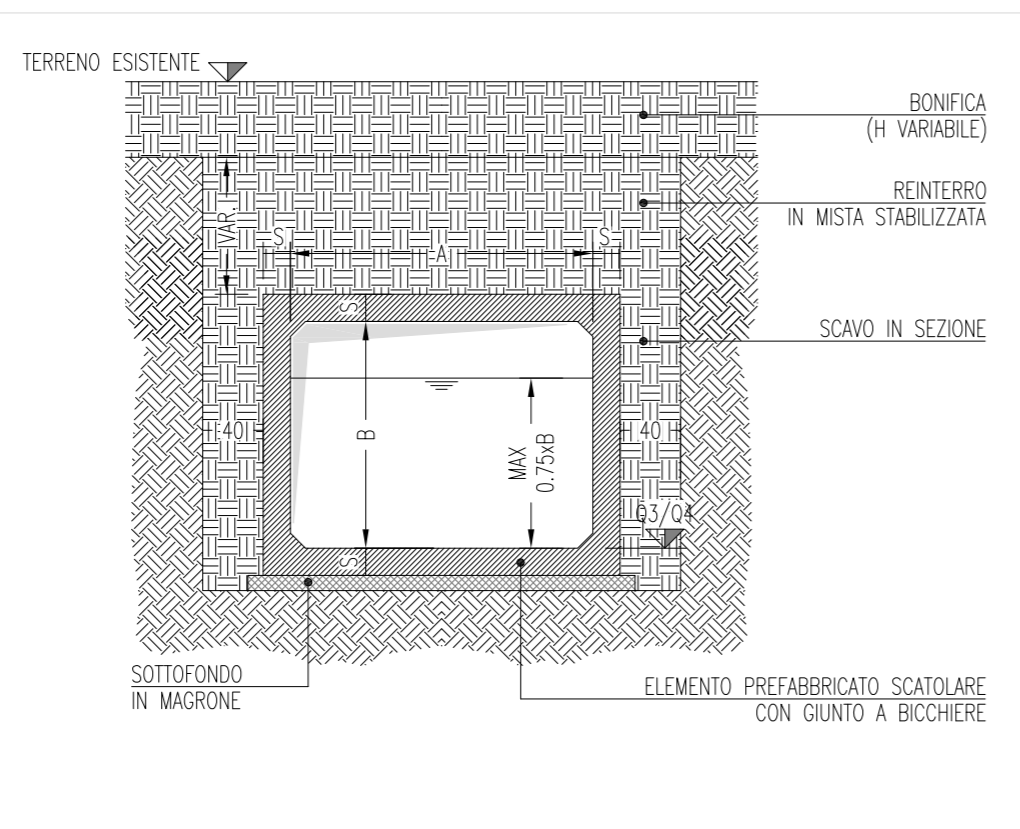 TERRENO ESISTENTE
BONIFICA
(H VARIABILE)
REINTERRO
IN MISTA STABILIZZATA
VAR.
S
A
S
S
SCAVO IN SEZIONE
40
B
MAX
0.75xB
40
Q3/Q4
S
SOTTOFONDO
IN MAGRONE
ELEMENTO PREFABBRICATO SCATOLARE
CON GIUNTO A BICCHIERE